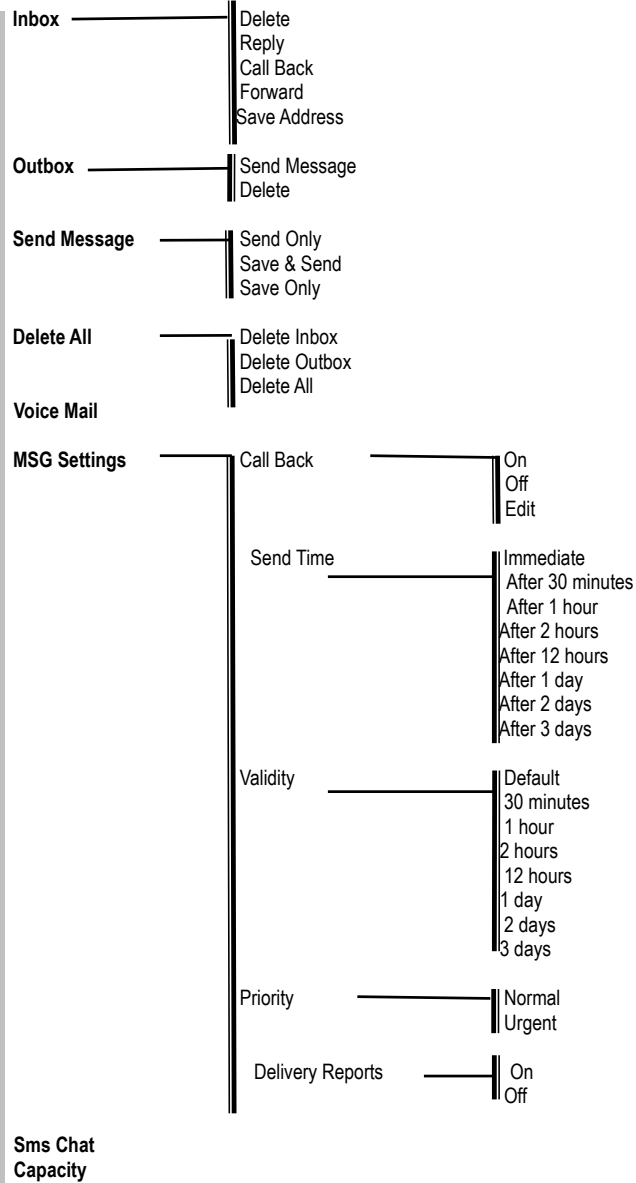 Inbox Delete
Reply
Call Back
Forward
Save Address
Outbox Send Message
Delete
Send Message Send Only
Save & Send
Save Only
Delete All Delete Inbox
Delete Outbox
Delete All
Voice Mail
MSG Settings Call Back On
Off
Edit
Send Time Immediate
After 30 minutes
After 1 hour
After 2 hours
After 12 hours
After 1 day
After 2 days
After 3 days
Validity Default
30 minutes
1 hour
2 hours
12 hours
1 day
2 days
3 days
Priority Normal
Urgent
Delivery Reports On
Off
Sms Chat
Capacity